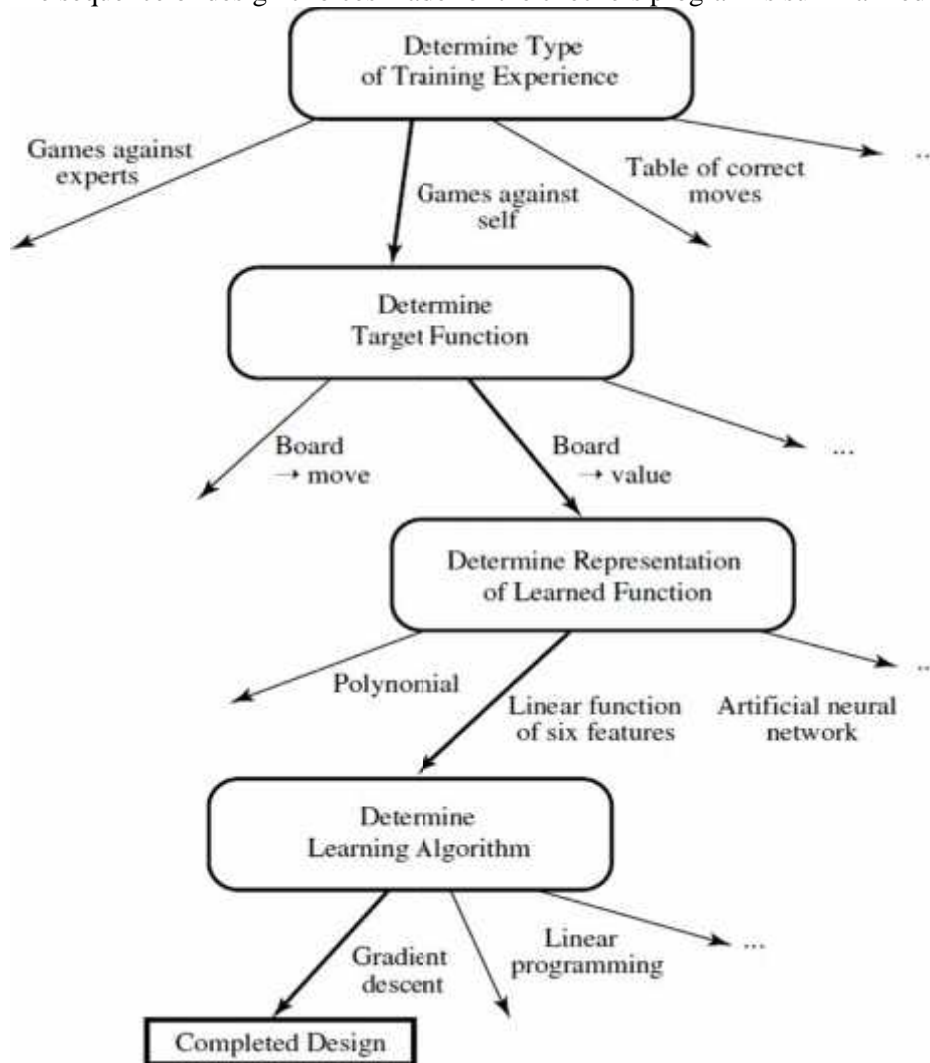 Determine Type
of Training Experience
Games against
experts
Games against
self
Table of correct
moves
...
Determine
Target Function
Board
→ move
Board
→ value
...
Determine Representation
of Learned Function
Polynomial
Linear function
of six features
Artificial neural
network
...
Determine
Learning Algorithm
Gradient
descent
Linear
programming
...
Completed Design